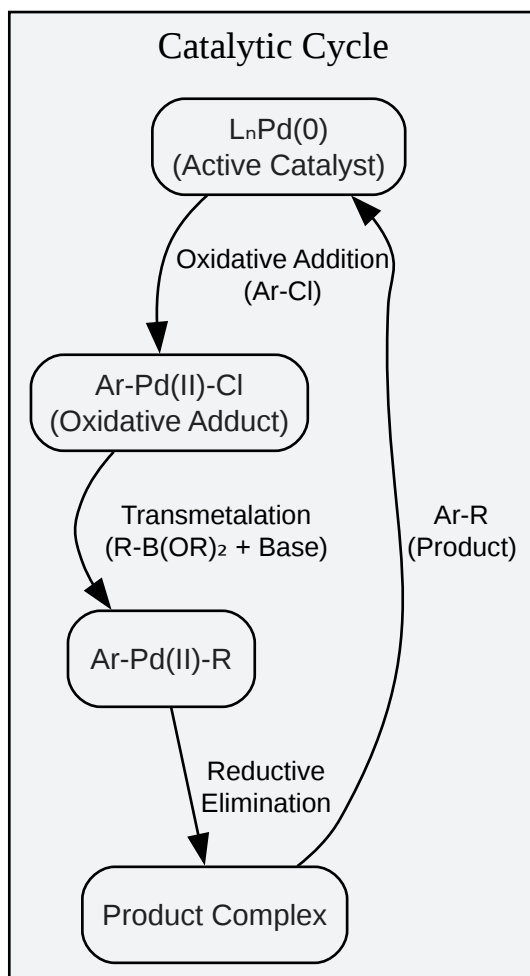 Catalytic Cycle
LₙPd(0)
(Active Catalyst)
Oxidative Addition
(Ar-Cl)
Ar-Pd(II)-Cl
(Oxidative Adduct)
Transmetalation
(R-B(OR)₂ + Base)
Ar-R
(Product)
Ar-Pd(II)-R
Reductive
Elimination
Product Complex